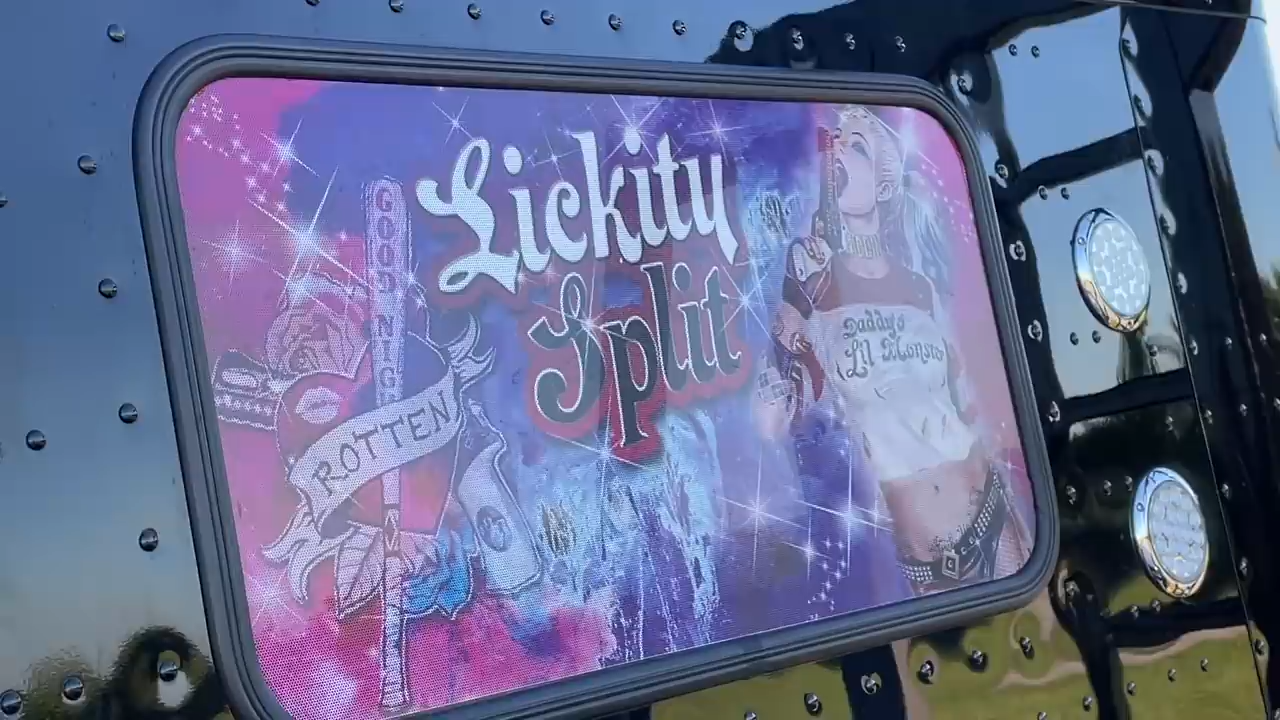 Lickity
Split
GOOD NIGHT
ROTTEN
Daddy's
Lil Monster